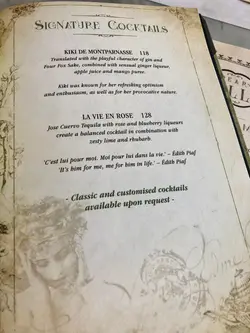 SIGNATURE COCKTAILS
KIKI DE MONTPARNASSE 118
Translated with the playful character of gin and
Four Fox Sake, combined with sensual ginger liqueur,
apple juice and mango puree.
Kiki was known for her refreshing optimism
and enthusiasm, as well as for her provocative nature.
LA VIE EN ROSE 128
Jose Cuervo Tequila with rose and blueberry liqueurs
create a balanced cocktail in combination with
zesty lime and rhubarb.
'C'est lui pour moi. Moi pour lui dans la vie.' – Édith Piaf
'It's him for me, me for him in life.' – Édith Piaf
- Classic and customised cocktails
available upon request -